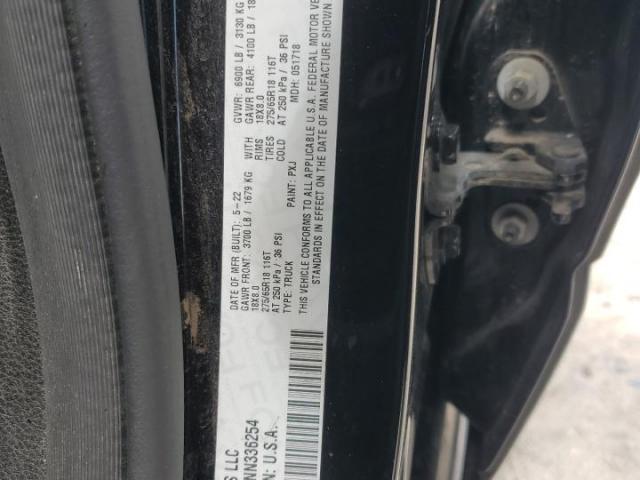 S LLC
DATE OF MFR (BUILT): 5-22 GVWR: 6900 LB / 3130 KG
GAWR FRONT: 3700 LB / 1679 KG WITH GAWR REAR: 4100 LB / 18
18X8.0 RIMS 18X8.0
275/65R18 116T TIRES 275/65R18 116T
AT 250 kPa / 36 PSI COLD AT 250 kPa / 36 PSI
TYPE: TRUCK PAINT: PXJ MDH: 051718
NN336254
THIS VEHICLE CONFORMS TO ALL APPLICABLE U.S.A. FEDERAL MOTOR VE
STANDARDS IN EFFECT ON THE DATE OF MANUFACTURE SHOWN
N: U.S.A.